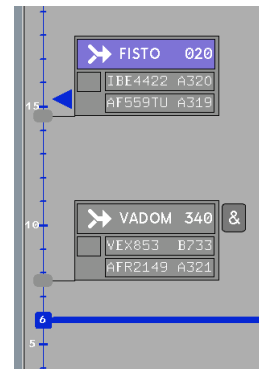 FISTO 020
IBE4422 A320
AF559TU A319
15
VADOM 340 &
10
VEX853 B733
AFR2149 A321
6
5